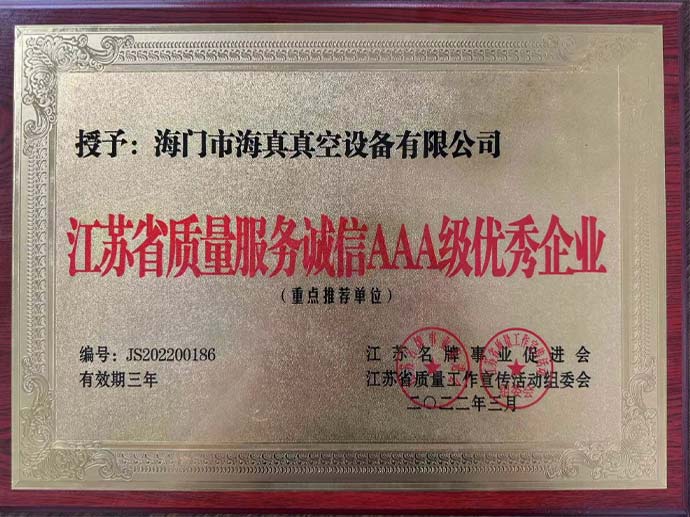 授予：海门市海真真空设备有限公司
江苏省质量服务诚信AAA级优秀企业
（重点推荐单位）
编号：JS202200186
有效期三年
江苏名牌事业促进会
江苏省质量工作宣传活动组委会
二〇二二年三月